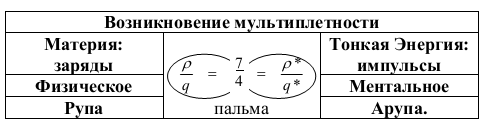 Возникновение мультиплетности
Материя: заряды
Физическое
Рупа
ρ/q = 7/4 = ρ*/q*
пальма
Тонкая Энергия: импульсы
Ментальное
Арупа.